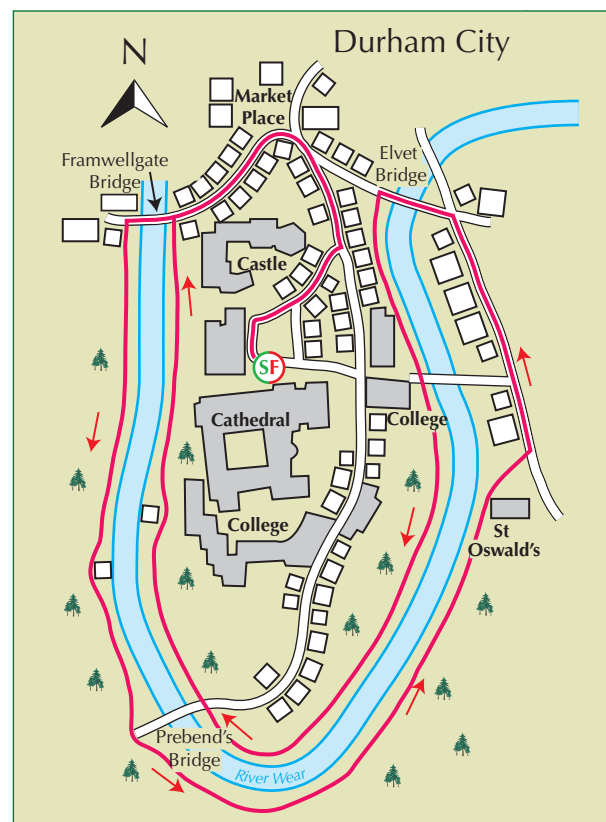 Durham City
N
Market
Place
Framwellgate
Bridge
Elvet
Bridge
Castle
SF
Cathedral
College
College
St
Oswald's
Prebend's
Bridge
River Wear